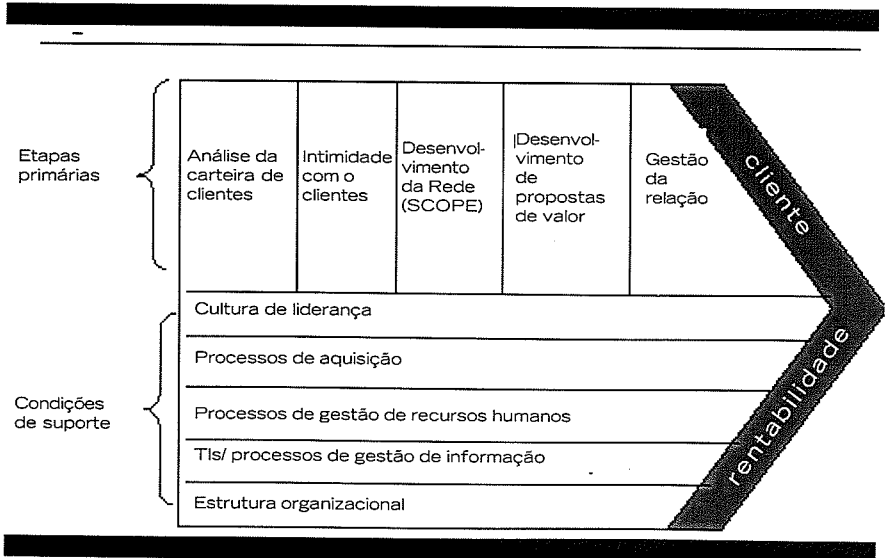 Etapas
primárias
Análise da
carteira de
clientes
Intimidade
com o
clientes
Desenvol-
vimento
da Rede
(SCOPE)
Desenvol-
vimento
de
propostas
de valor
Gestão
da
relação
cliente
Condições
de suporte
Cultura de liderança
Processos de aquisição
Processos de gestão de recursos humanos
TIs/ processos de gestão de informação
Estrutura organizacional
rentabilidade